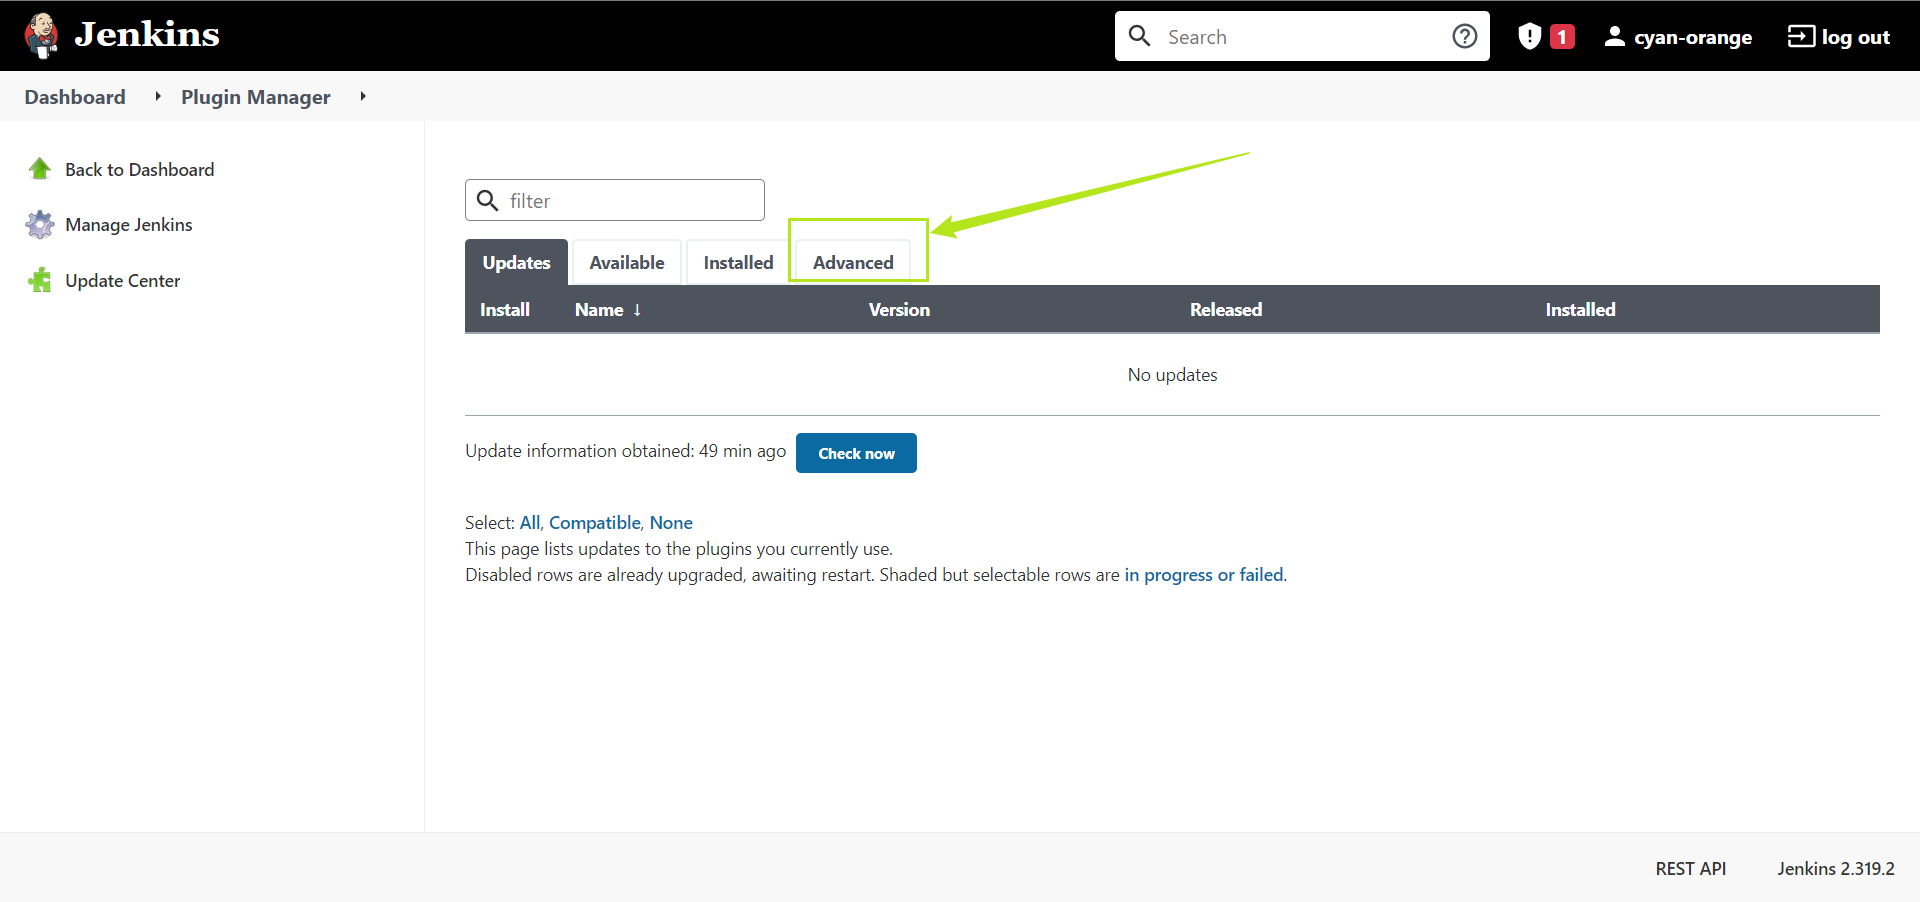 Jenkins
Search
1
cyan-orange
log out
Dashboard
Plugin Manager
Back to Dashboard
Manage Jenkins
Update Center
filter
Updates
Available
Installed
Advanced
Install
Name ↓
Version
Released
Installed
No updates
Update information obtained: 49 min ago
Check now
Select: All, Compatible, None
This page lists updates to the plugins you currently use.
Disabled rows are already upgraded, awaiting restart. Shaded but selectable rows are in progress or failed.
REST API
Jenkins 2.319.2